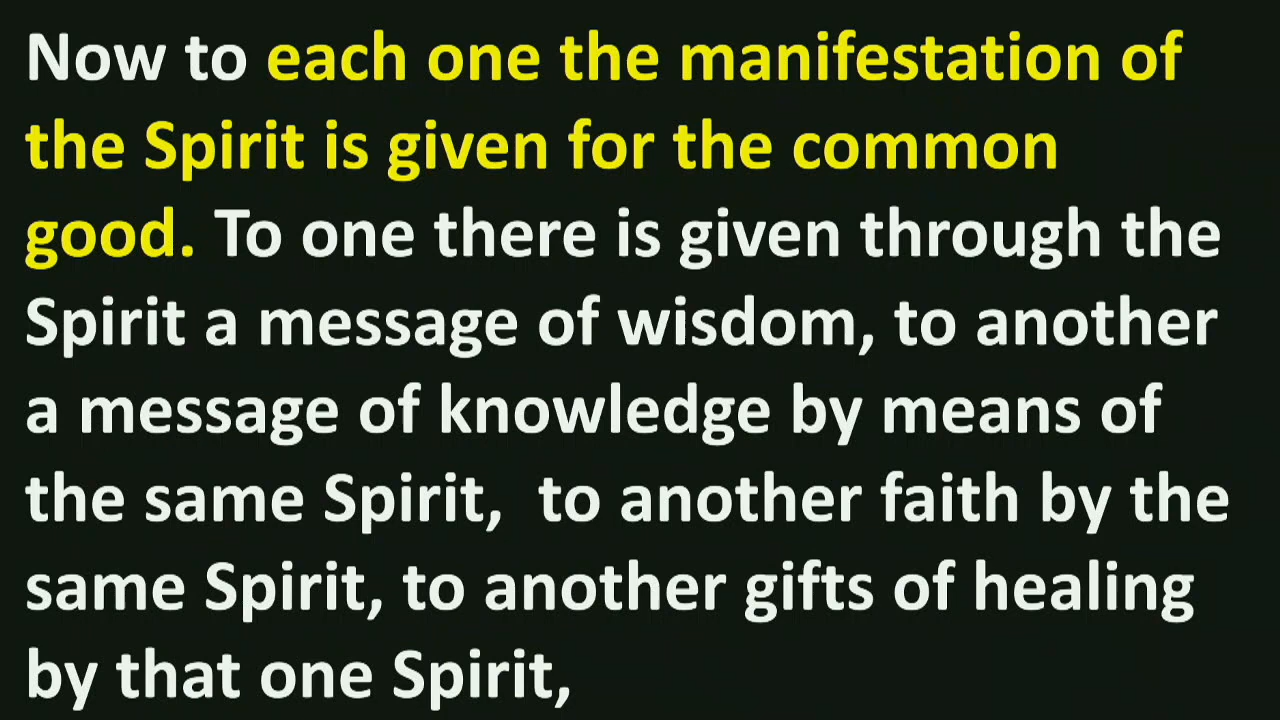 Now to each one the manifestation of
the Spirit is given for the common
good. To one there is given through the
Spirit a message of wisdom, to another
a message of knowledge by means of
the same Spirit,  to another faith by the
same Spirit, to another gifts of healing
by that one Spirit,